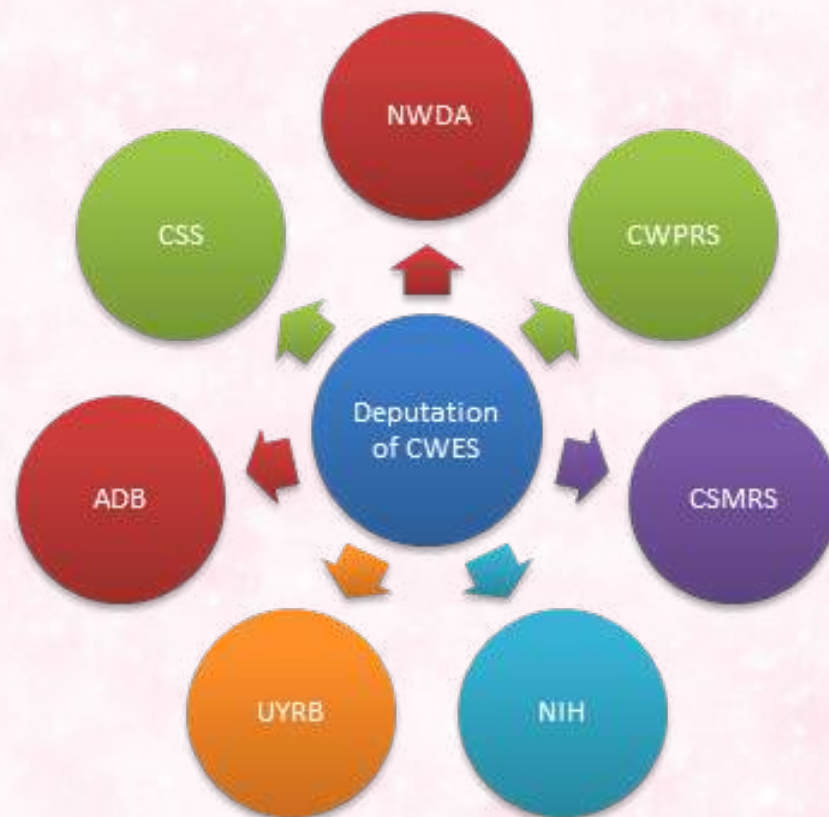 NWDA
CSS
CWPRS
Deputation
of CWES
ADB
CSMRS
UYRB
NIH